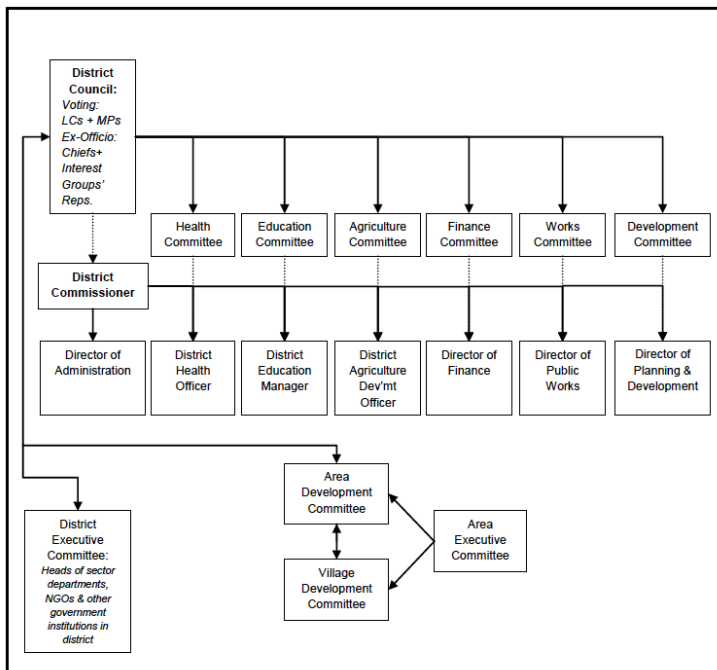 District
Council:
Voting:
LCs + MPs
Ex-Officio:
Chiefs+
Interest
Groups'
Reps.
Health
Committee
Education
Committee
Agriculture
Committee
Finance
Committee
Works
Committee
Development
Committee
District
Commissioner
Director of
Administration
District
Health
Officer
District
Education
Manager
District
Agriculture
Dev'mt
Officer
Director of
Finance
Director of
Public
Works
Director of
Planning &
Development
Area
Development
Committee
District
Executive
Committee:
Heads of sector
departments,
NGOs & other
government
institutions in
district
Area
Executive
Committee
Village
Development
Committee